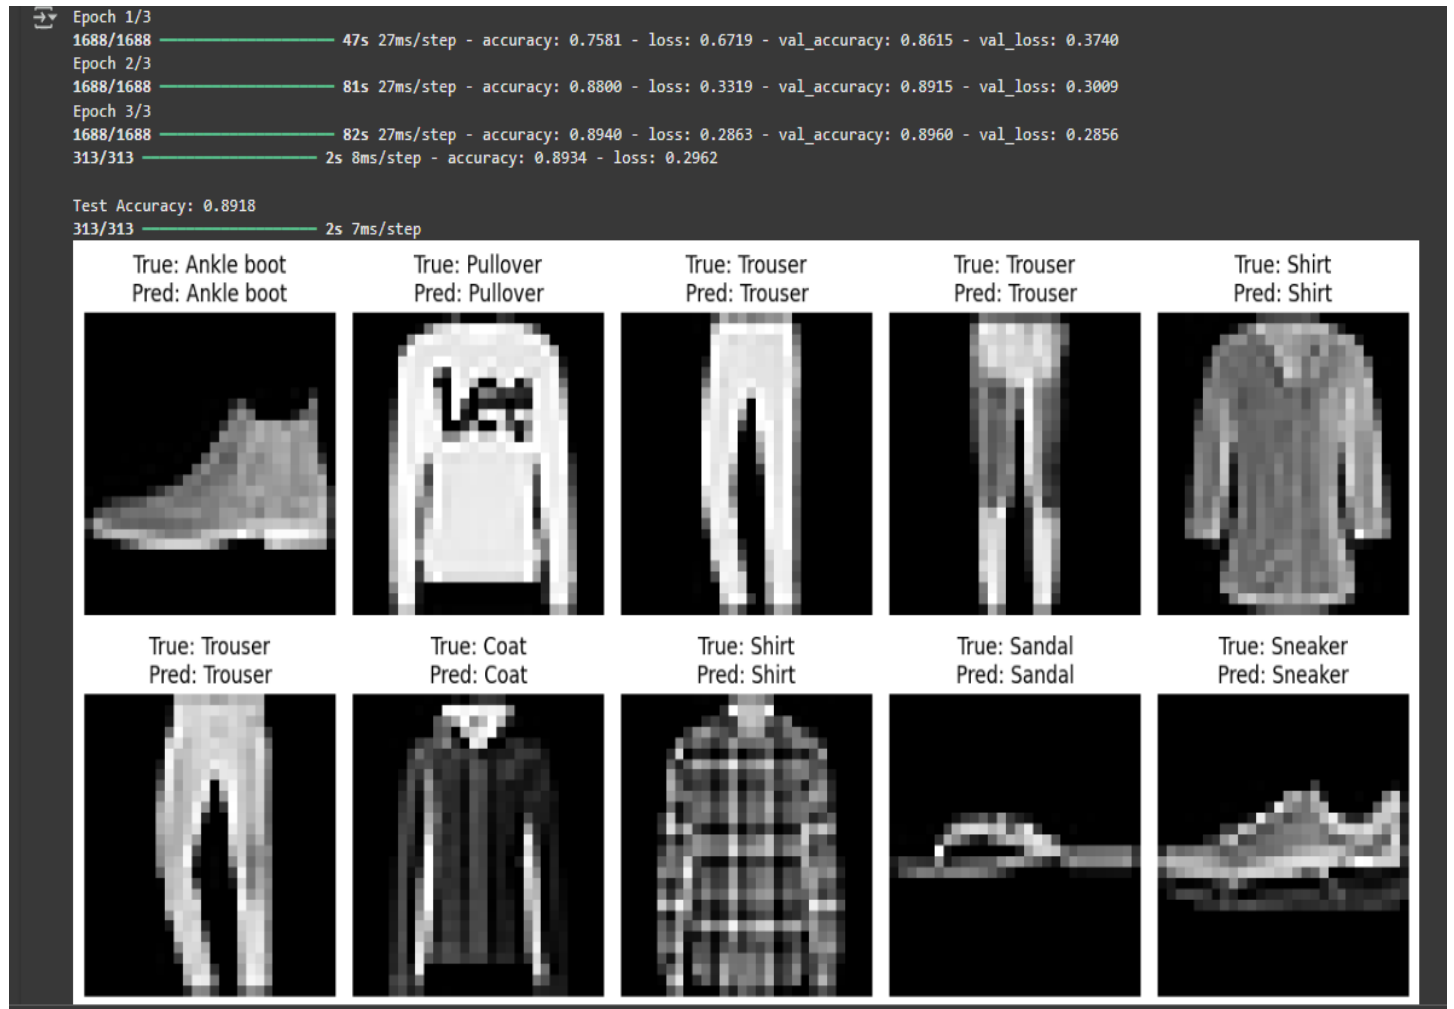 Epoch 1/3
1688/1688 ━━━━━━━━━━━━━━━━━━━━ 47s 27ms/step - accuracy: 0.7581 - loss: 0.6719 - val_accuracy: 0.8615 - val_loss: 0.3740
Epoch 2/3
1688/1688 ━━━━━━━━━━━━━━━━━━━━ 81s 27ms/step - accuracy: 0.8800 - loss: 0.3319 - val_accuracy: 0.8915 - val_loss: 0.3009
Epoch 3/3
1688/1688 ━━━━━━━━━━━━━━━━━━━━ 82s 27ms/step - accuracy: 0.8940 - loss: 0.2863 - val_accuracy: 0.8960 - val_loss: 0.2856
313/313 ━━━━━━━━━━━━━━━━━━━━ 2s 8ms/step - accuracy: 0.8934 - loss: 0.2962
Test Accuracy: 0.8918
313/313 ━━━━━━━━━━━━━━━━━━━━ 2s 7ms/step
True: Ankle boot
Pred: Ankle boot
True: Pullover
Pred: Pullover
True: Trouser
Pred: Trouser
True: Trouser
Pred: Trouser
True: Shirt
Pred: Shirt
True: Trouser
Pred: Trouser
True: Coat
Pred: Coat
True: Shirt
Pred: Shirt
True: Sandal
Pred: Sandal
True: Sneaker
Pred: Sneaker